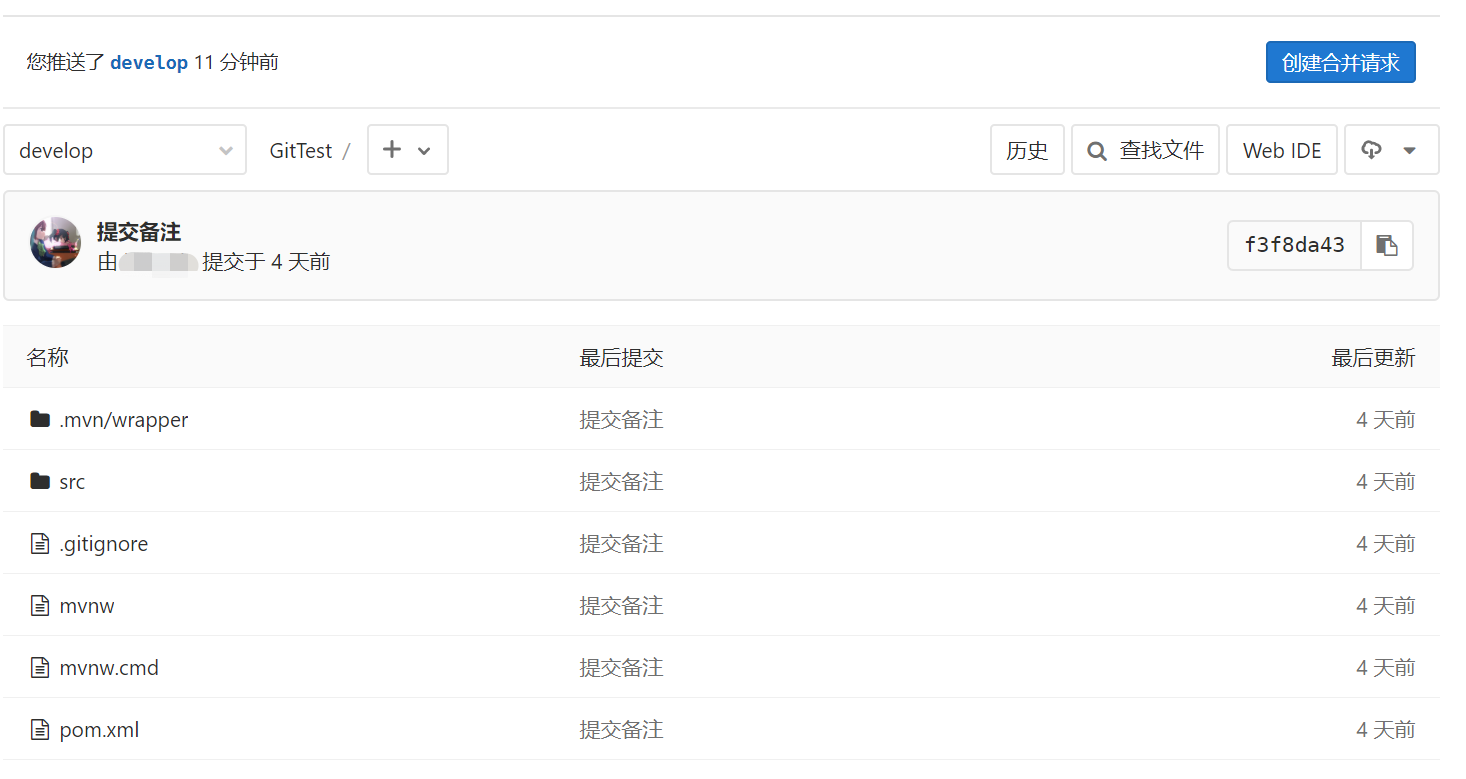 您推送了 develop 11 分钟前
创建合并请求
develop
GitTest /
历史
查找文件
Web IDE
提交备注
由 提交于 4 天前
f3f8da43
名称 最后提交 最后更新
.mvn/wrapper 提交备注 4 天前
src 提交备注 4 天前
.gitignore 提交备注 4 天前
mvnw 提交备注 4 天前
mvnw.cmd 提交备注 4 天前
pom.xml 提交备注 4 天前